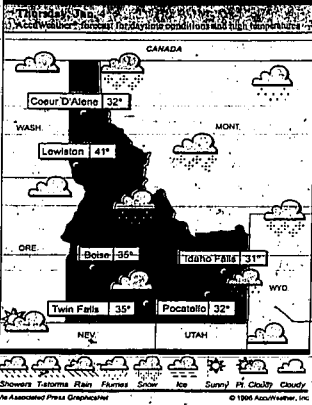 AccuWeather® forecast for daytime conditions and high temperatures
CANADA
Coeur D'Alene 32°
WASH.
MONT.
Lewiston 41°
ORE.
Boise 35°
Idaho Falls 31°
WYO.
Twin Falls 35°
Pocatello 32°
NEV.
UTAH
Showers T-storms Rain Flurries Snow Ice Sunny Pt. Cloudy Cloudy
Via Associated Press GraphicsNet
© 1996 AccuWeather, Inc